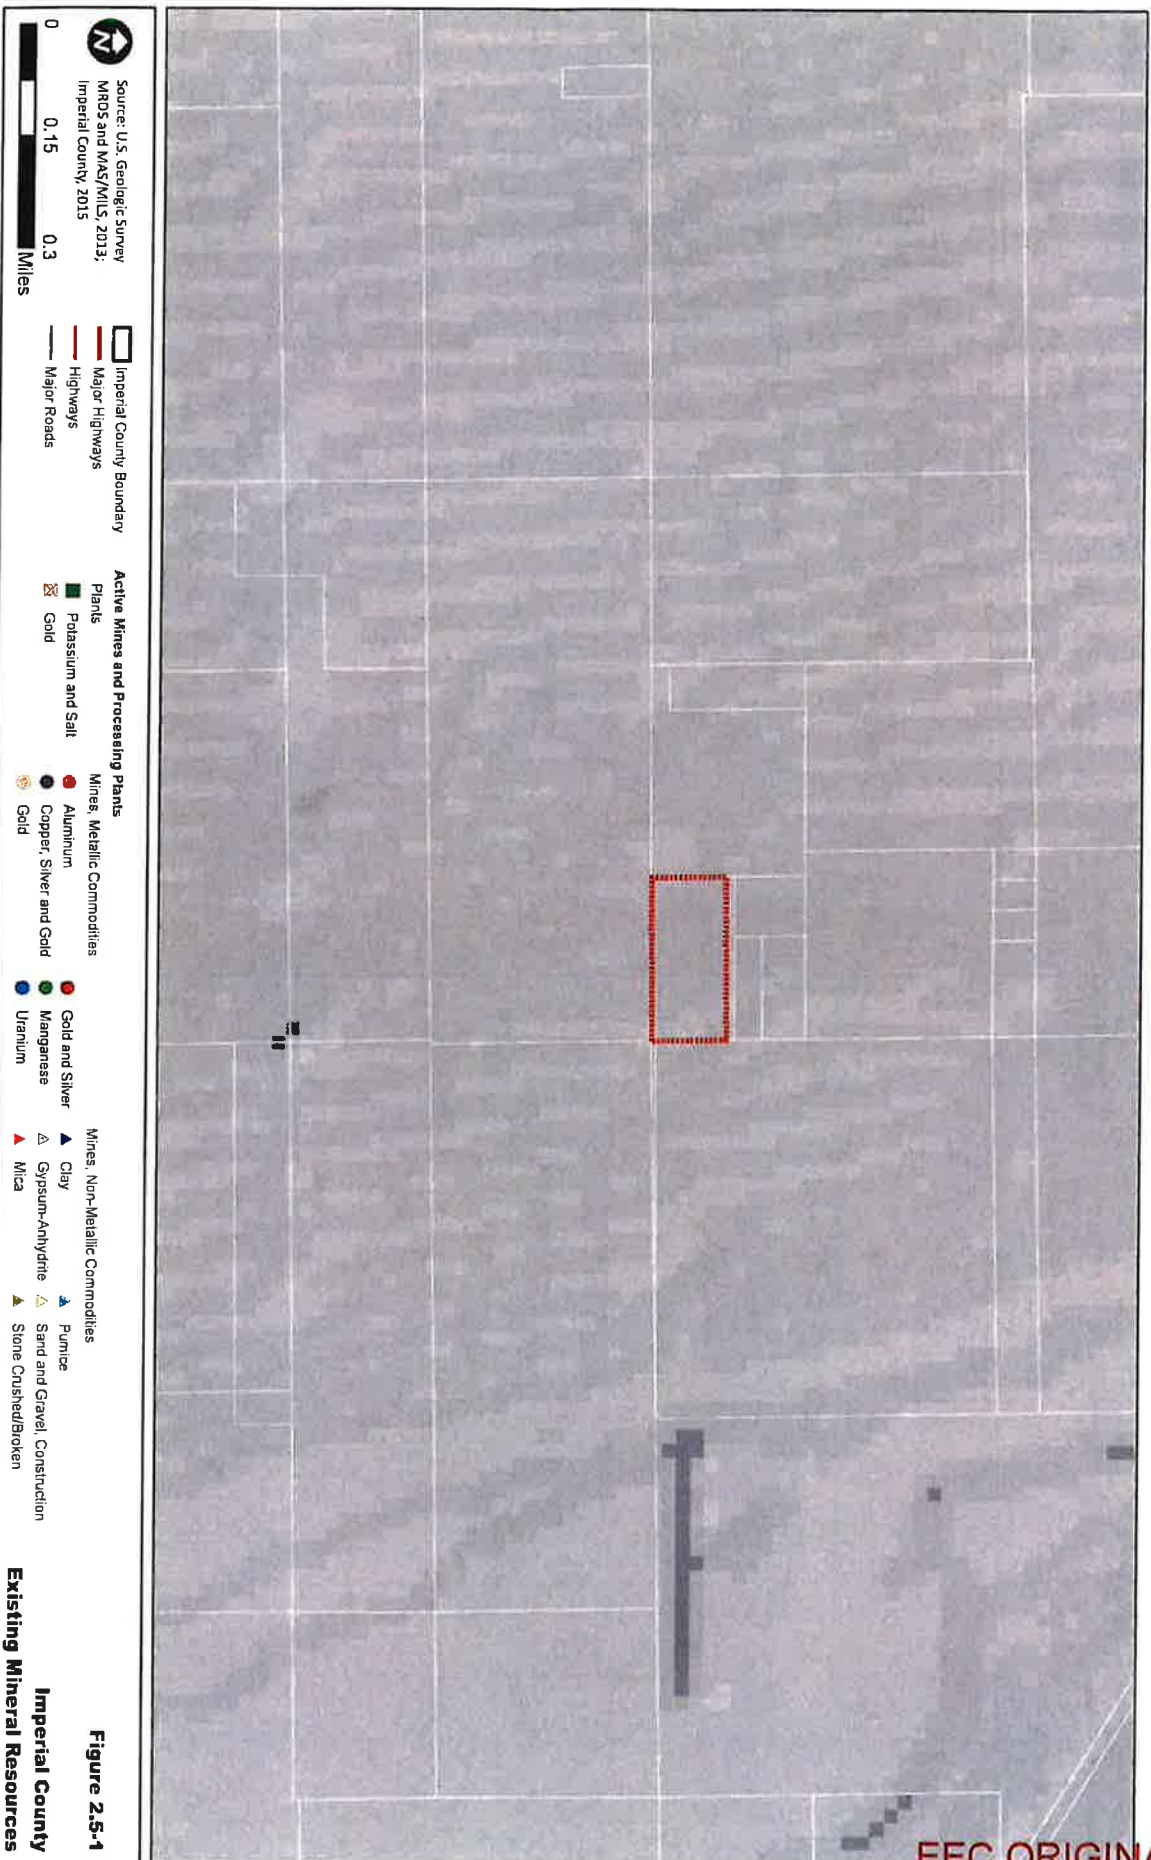 N
Source: U.S. Geologic Survey
MRDS and MAS/MILS, 2013;
Imperial County, 2015
0 0.15 0.3
Miles
Imperial County Boundary
Major Highways
Highways
Major Roads
Active Mines and Processing Plants
Plants
Potassium and Salt
Gold
Mines, Metallic Commodities
Aluminum
Copper, Silver and Gold
Gold
Gold and Silver
Manganese
Uranium
Mines, Non-Metallic Commodities
Clay
Gypsum-Anhydrite
Mica
Pumice
Sand and Gravel, Construction
Stone Crushed/Broken
Figure 2.5-1
Imperial County
Existing Mineral Resources
EEC ORIGINA